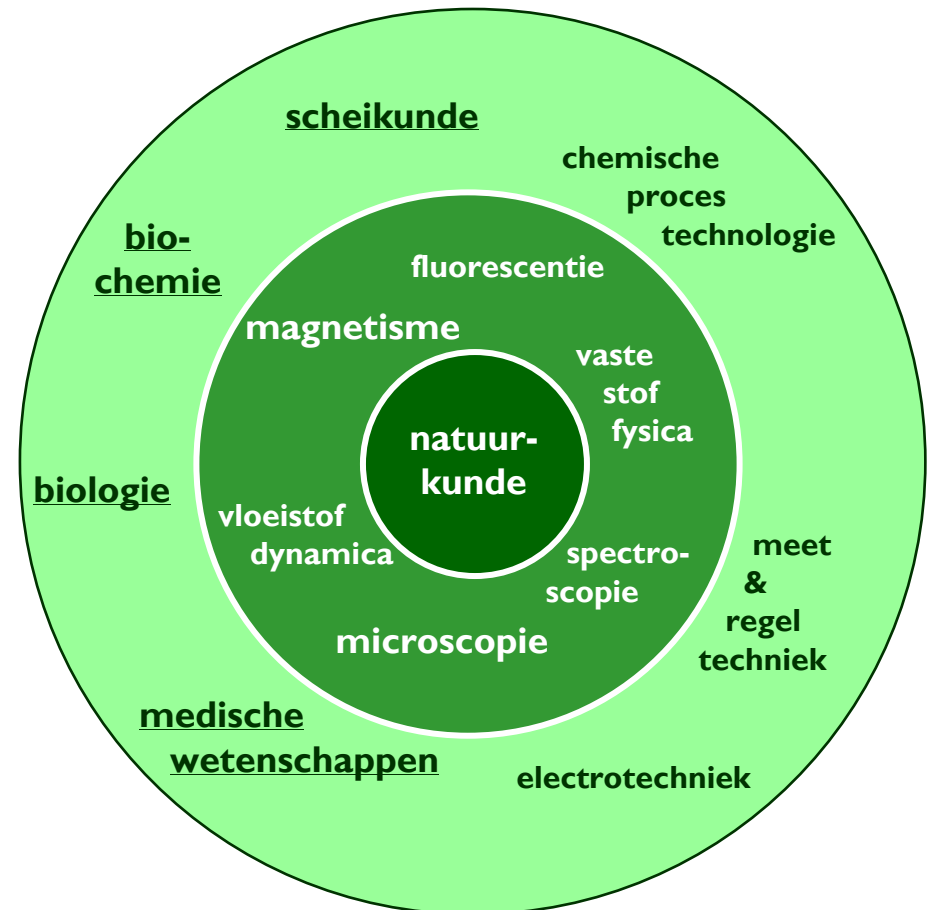 scheikunde
chemische
proces
technologie
bio-
chemie
fluorescentie
magnetisme
vaste
stof
fysica
natuur-
kunde
biologie
vloeistof
dynamica
spectro-
scopie
meet
&
regel
techniek
microscopie
medische
wetenschappen
electrotechniek